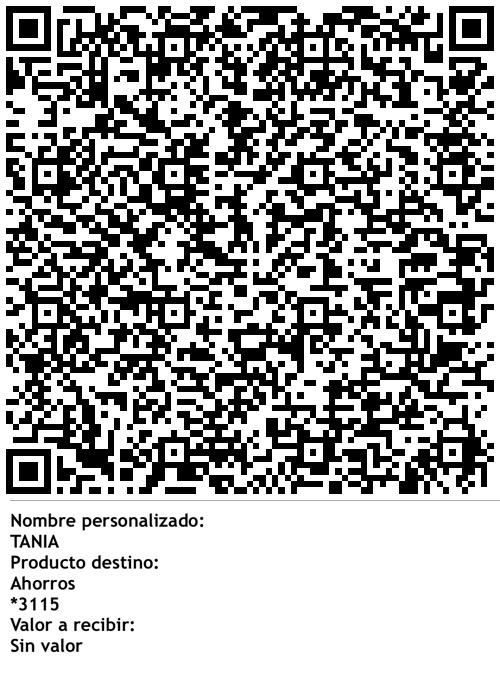 Nombre personalizado:
TANIA
Producto destino:
Ahorros
*3115
Valor a recibir:
Sin valor